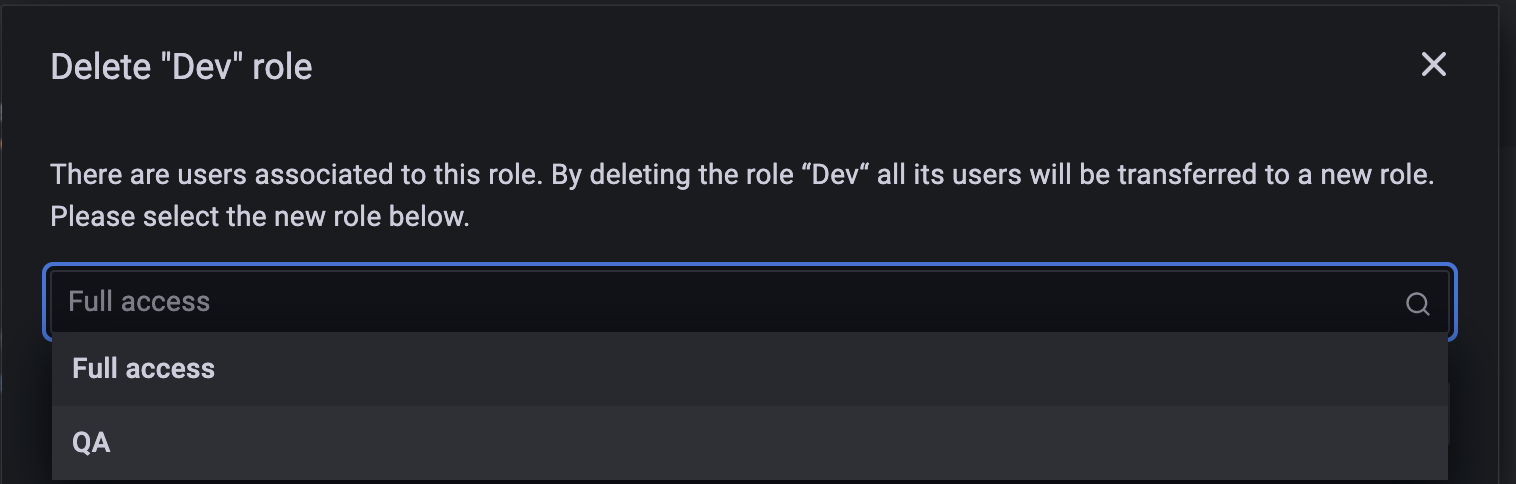 Delete "Dev" role
There are users associated to this role. By deleting the role “Dev“ all its users will be transferred to a new role.
Please select the new role below.
Full access
Full access
QA